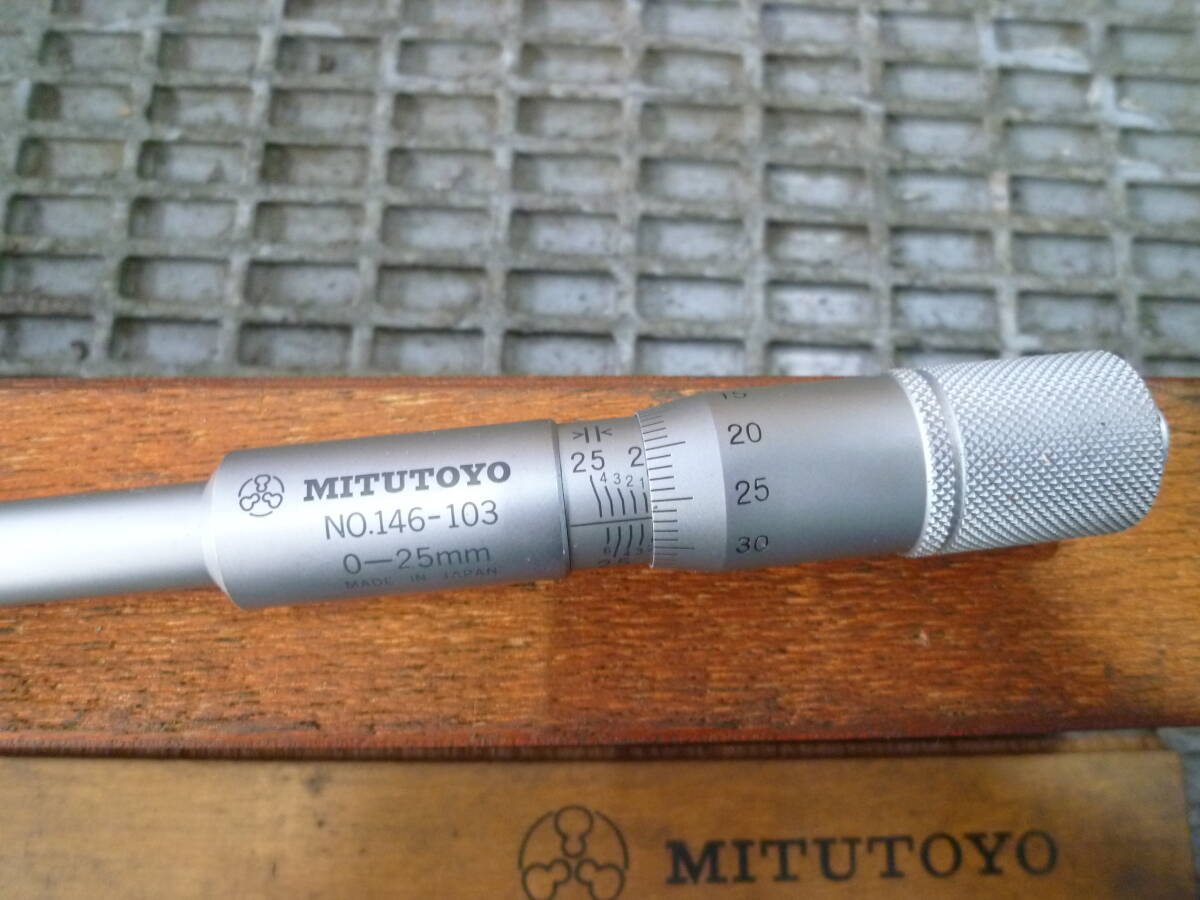 MITUTOYO
NO.146-103
0—25mm
MADE IN JAPAN
>||<
25 2
4 3 2 1
15
20
25
30
MITUTOYO